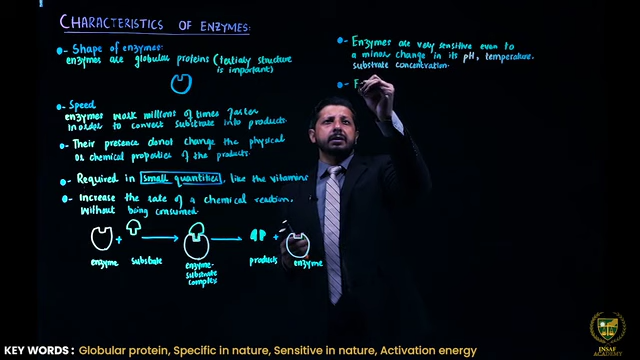 CHARACTERISTICS OF ENZYMES:
Shape of enzymes:
enzymes are globular proteins (tertiary structure
is important)
Speed
enzymes work millions of times faster
inorder to convert substrate into products.
Their presence donot change the physical
or chemical properties of the products.
Required in small quantities, like the vitamins
Increase the rate of a chemical reaction,
without being consumed.
+
+
enzyme
substrate
enzyme-
substrate
complex
products
enzyme
Enzymes are very sensitive even to
a minor change in its pH, temperature,
substrate concentration.
KEY WORDS: Globular protein, Specific in nature, Sensitive in nature, Activation energy
INSAF
ACADEMY